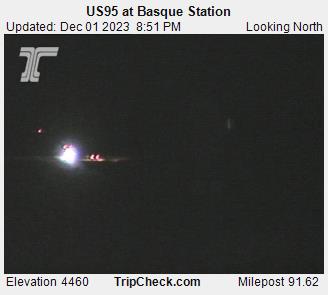 US95 at Basque Station
Updated: Dec 01 2023 8:51 PM Looking North
Elevation 4460 TripCheck.com Milepost 91.62